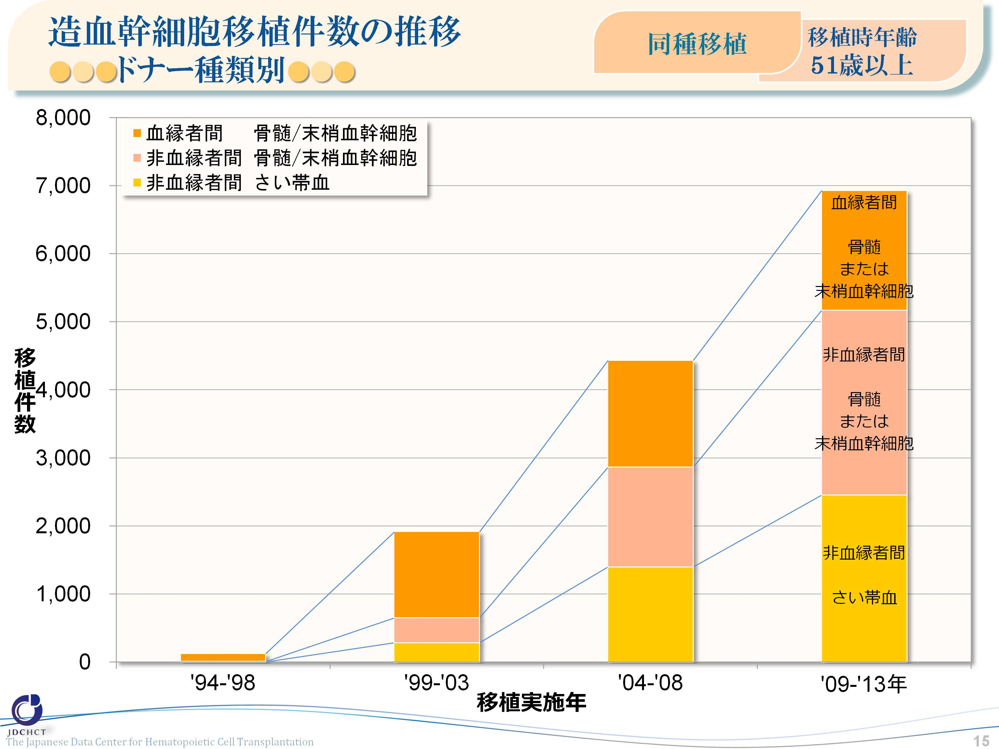 造血幹細胞移植件数の推移
ドナー種類別
同種移植
移植時年齢
51歳以上
8,000
7,000
6,000
5,000
4,000
3,000
2,000
1,000
0
移植件数
血縁者間 骨髄/末梢血幹細胞
非血縁者間 骨髄/末梢血幹細胞
非血縁者間 さい帯血
血縁者間
骨髄
または
末梢血幹細胞
非血縁者間
骨髄
または
末梢血幹細胞
非血縁者間
さい帯血
'94-'98
'99-'03
'04-'08
'09-'13年
移植実施年
JDCHCT
The Japanese Data Center for Hematopoietic Cell Transplantation
15